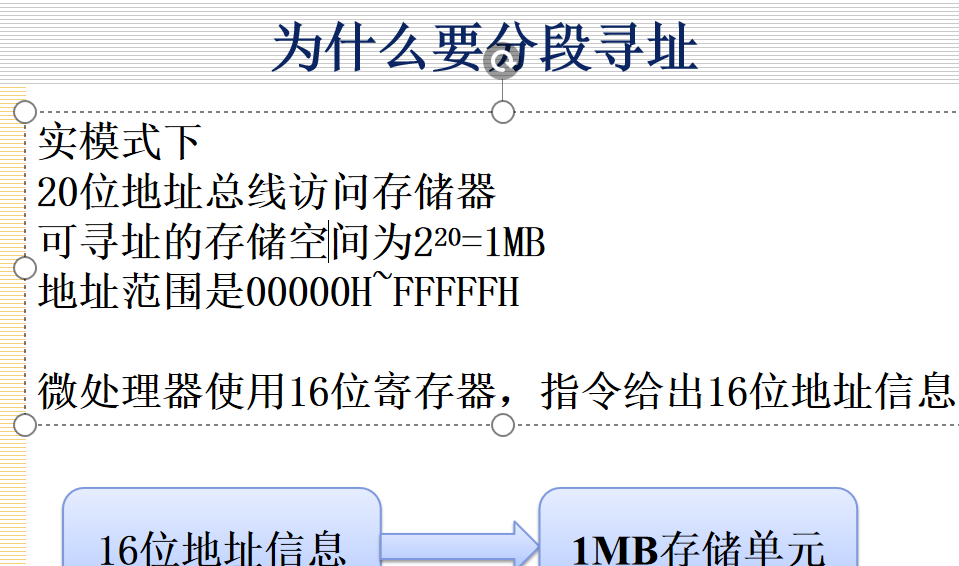 为什么要分段寻址
实模式下
20位地址总线访问存储器
可寻址的存储空间为2²⁰=1MB
地址范围是00000H~FFFFFH
微处理器使用16位寄存器，指令给出16位地址信息
16位地址信息
1MB存储单元